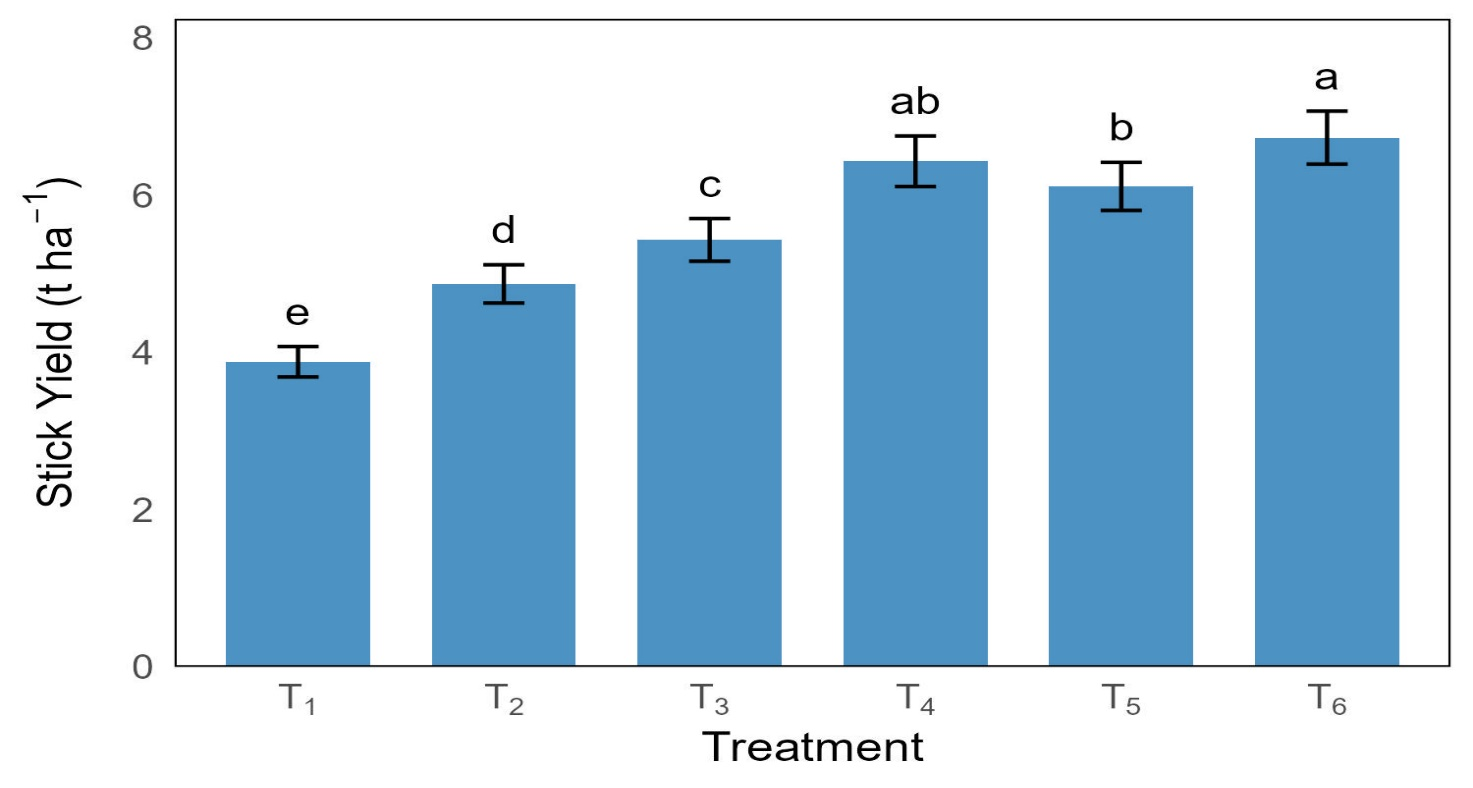 Stick Yield (t ha⁻¹)
8
6
4
2
0
e
d
c
ab
b
a
T₁ T₂ T₃ T₄ T₅ T₆
Treatment